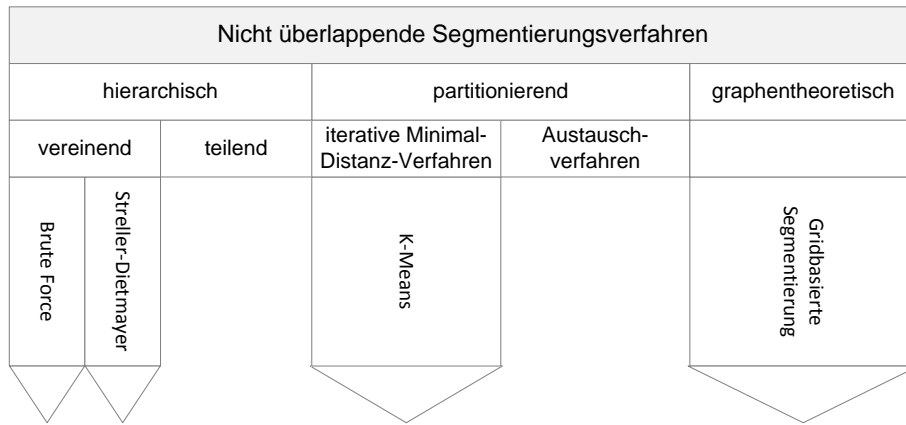 Nicht überlappende Segmentierungsverfahren
hierarchisch
partitionierend
graphentheoretisch
vereinend
teilend
iterative Minimal-
Distanz-Verfahren
Austausch-
verfahren
Brute Force
Streller-Dietmayer
K-Means
Gridbasierte
Segmentierung